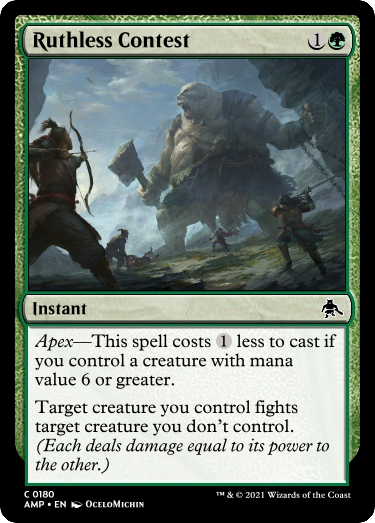 Ruthless Contest 1
Instant
Apex—This spell costs 1 less to cast if
you control a creature with mana
value 6 or greater.
Target creature you control fights
target creature you don't control.
(Each deals damage equal to its power to
the other.)
C 0180
AMP • EN OceloMichin
™ & © 2021 Wizards of the Coast